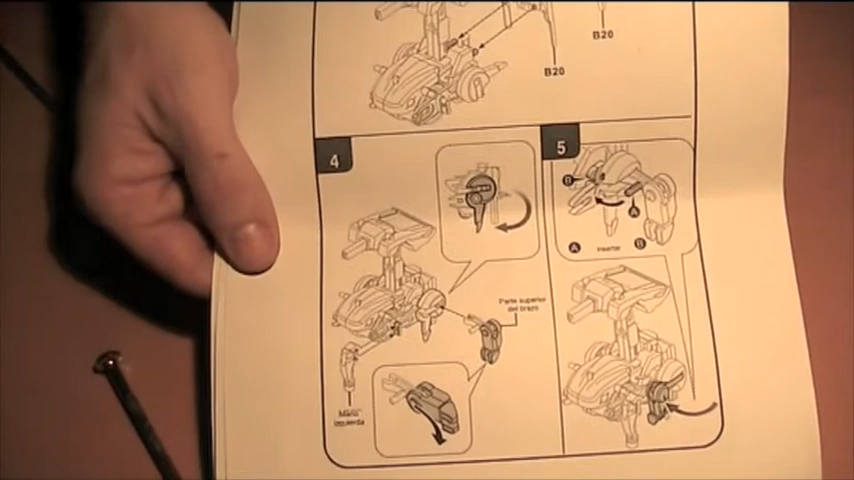 B20
B20
4
5
B
A
A Insertar B
Parte superior
del brazo
Mano
izquierda